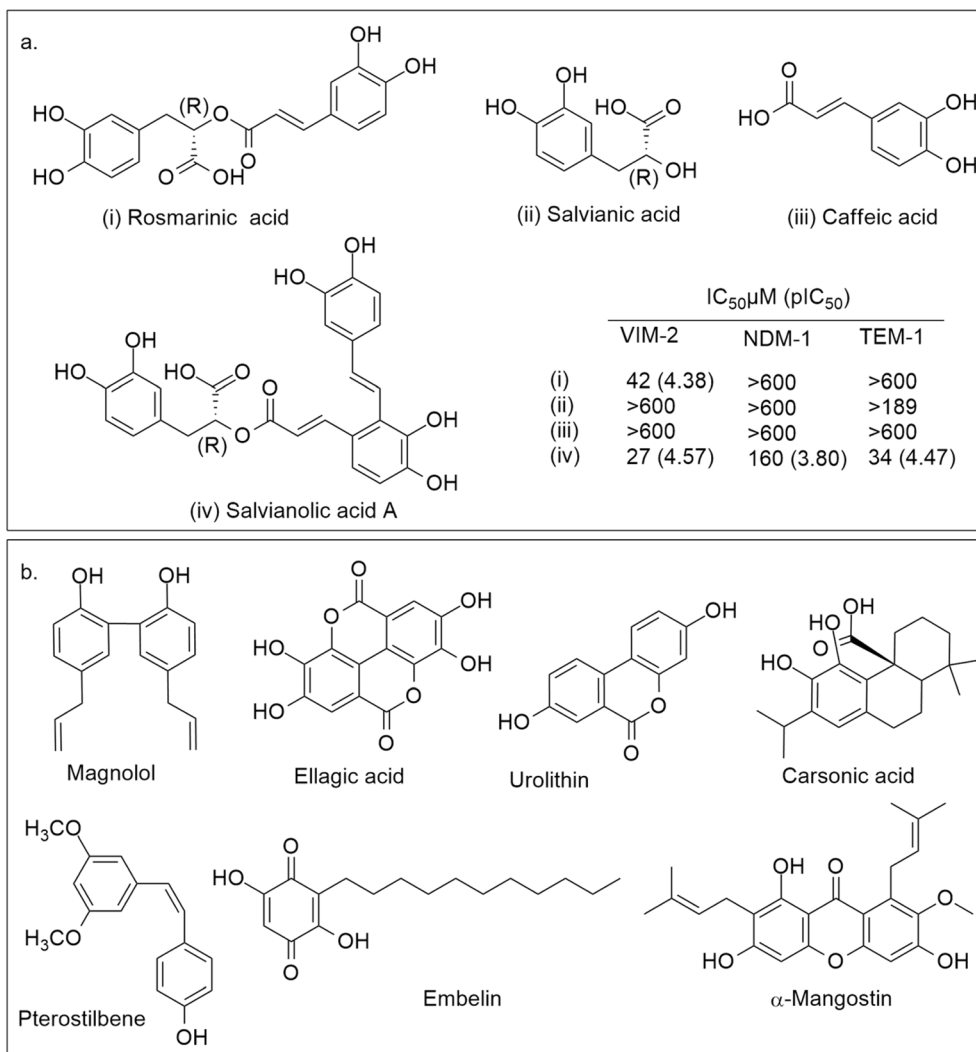 a.
OH
OH
(R)
O
HO
O
HO
O
OH
(i) Rosmarinic acid
OH
HO
HO
O
OH
(R)
(ii) Salvianic acid
O
HO
OH
OH
(iii) Caffeic acid
OH
HO
HO
OH
HO
O
O
O
(R)
OH
OH
(iv) Salvianolic acid A
IC50µM (pIC50)
VIM-2 NDM-1 TEM-1
(i) 42 (4.38) >600 >600
(ii) >600 >600 >189
(iii) >600 >600 >600
(iv) 27 (4.57) 160 (3.80) 34 (4.47)
b.
OH OH
Magnolol
O
O
OH
HO
OH
HO
O
O
Ellagic acid
OH
HO
O
O
Urolithin
OH
HO
O
HO
Carsonic acid
H3CO
H3CO
OH
Pterostilbene
O
HO
OH
O
Embelin
OH
O
O
HO
O
OH
α-Mangostin